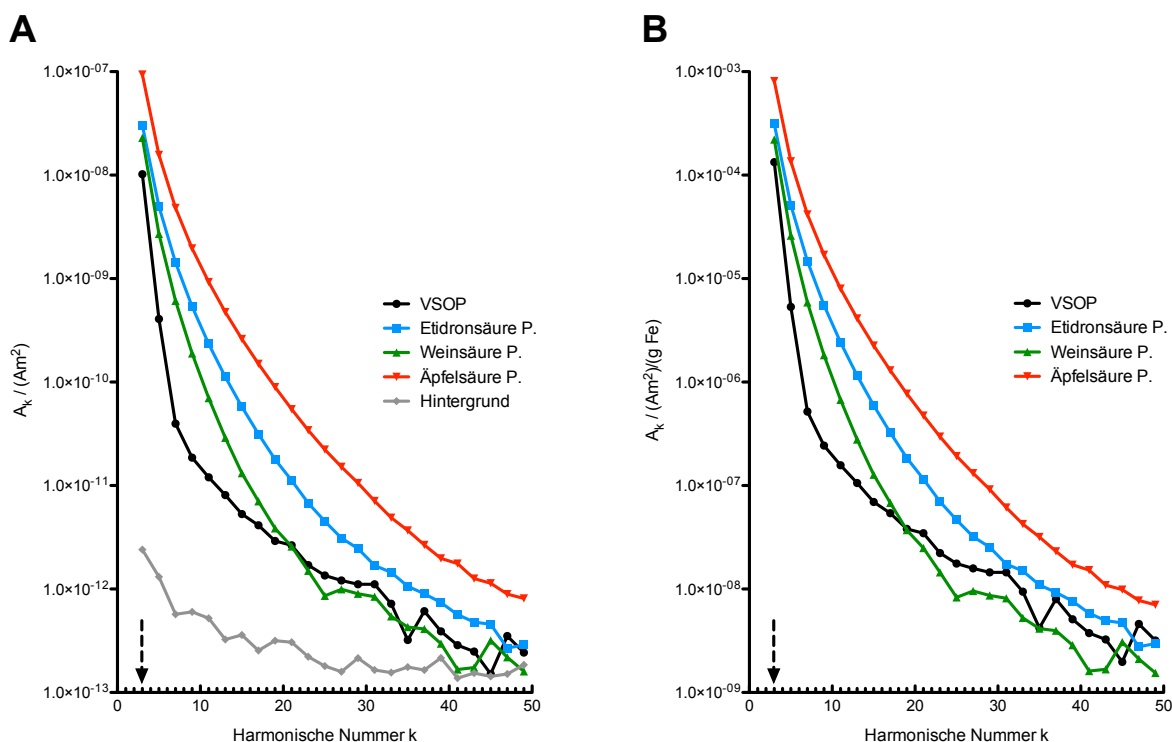 A
1.0×10⁻⁰⁷
1.0×10⁻⁰⁸
1.0×10⁻⁰⁹
1.0×10⁻¹⁰
1.0×10⁻¹¹
1.0×10⁻¹²
1.0×10⁻¹³
A_k / (Am²)
0 10 20 30 40 50
Harmonische Nummer k
VSOP
Etidronsäure P.
Weinsäure P.
Äpfelsäure P.
Hintergrund
B
1.0×10⁻⁰³
1.0×10⁻⁰⁴
1.0×10⁻⁰⁵
1.0×10⁻⁰⁶
1.0×10⁻⁰⁷
1.0×10⁻⁰⁸
1.0×10⁻⁰⁹
A_k / (Am²)/(g Fe)
0 10 20 30 40 50
Harmonische Nummer k
VSOP
Etidronsäure P.
Weinsäure P.
Äpfelsäure P.